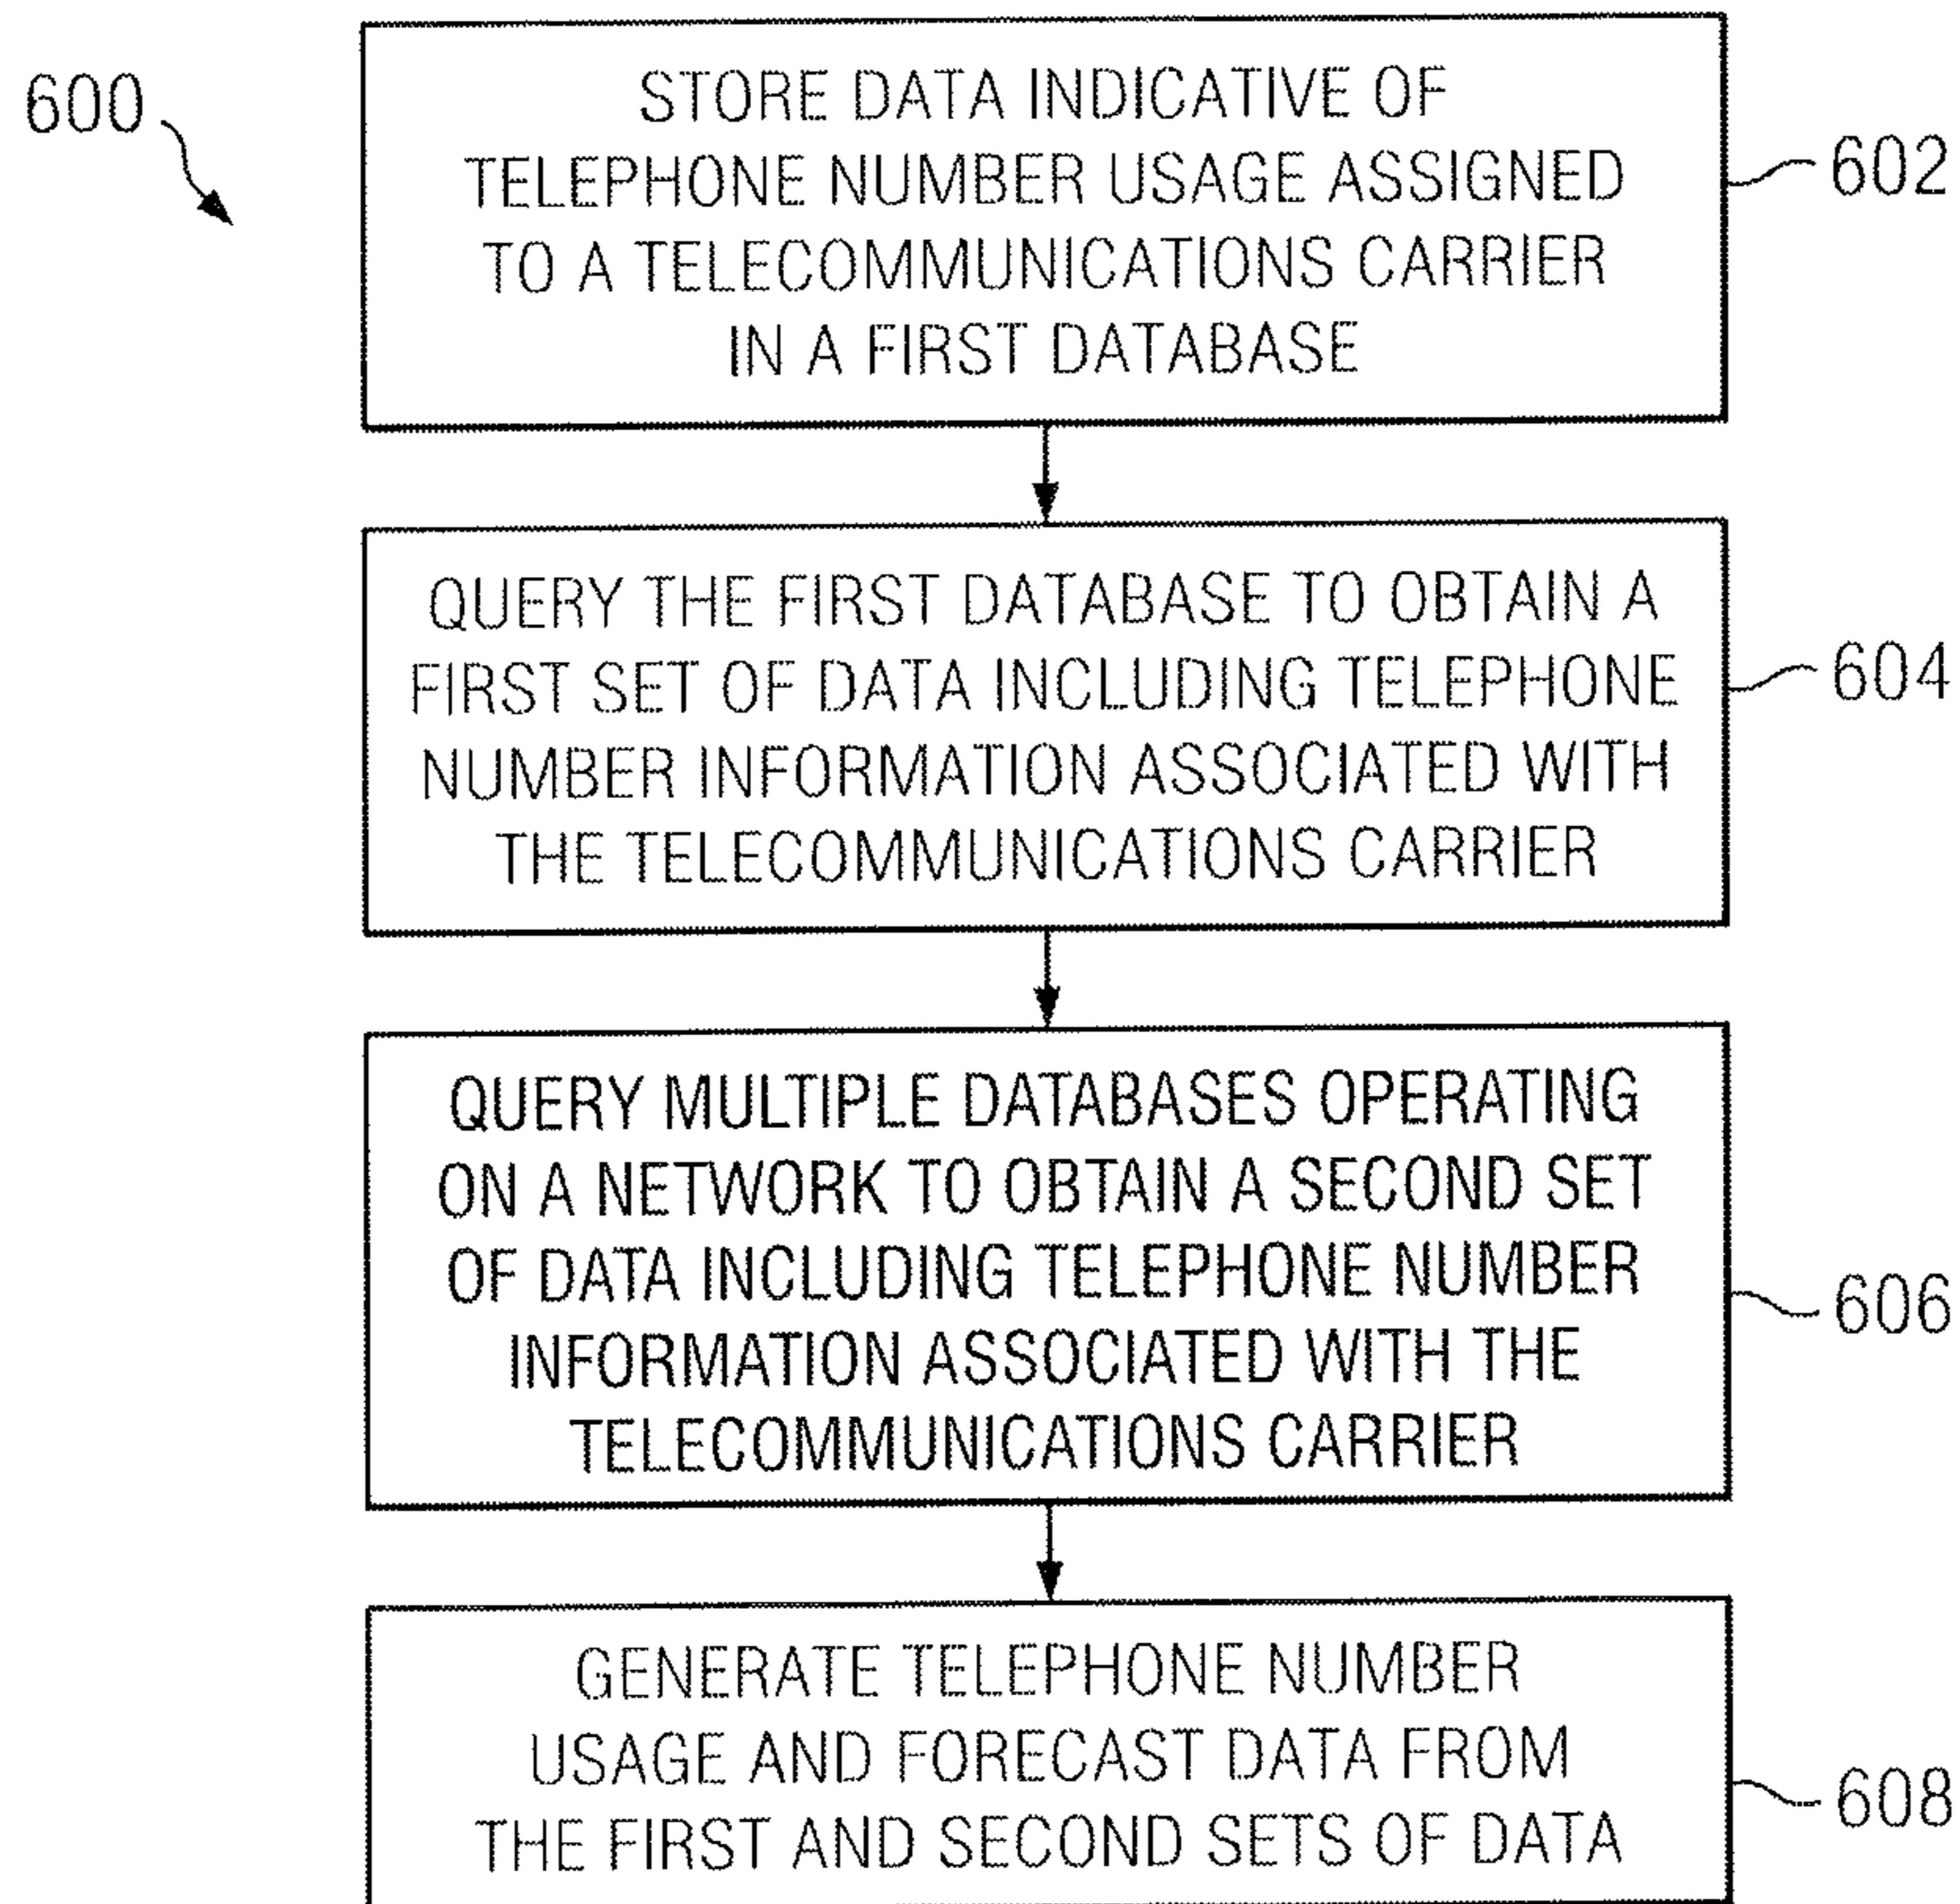 600
STORE DATA INDICATIVE OF
TELEPHONE NUMBER USAGE ASSIGNED
TO A TELECOMMUNICATIONS CARRIER
IN A FIRST DATABASE
602
QUERY THE FIRST DATABASE TO OBTAIN A
FIRST SET OF DATA INCLUDING TELEPHONE
NUMBER INFORMATION ASSOCIATED WITH
THE TELECOMMUNICATIONS CARRIER
604
QUERY MULTIPLE DATABASES OPERATING
ON A NETWORK TO OBTAIN A SECOND SET
OF DATA INCLUDING TELEPHONE NUMBER
INFORMATION ASSOCIATED WITH THE
TELECOMMUNICATIONS CARRIER
606
GENERATE TELEPHONE NUMBER
USAGE AND FORECAST DATA FROM
THE FIRST AND SECOND SETS OF DATA
608